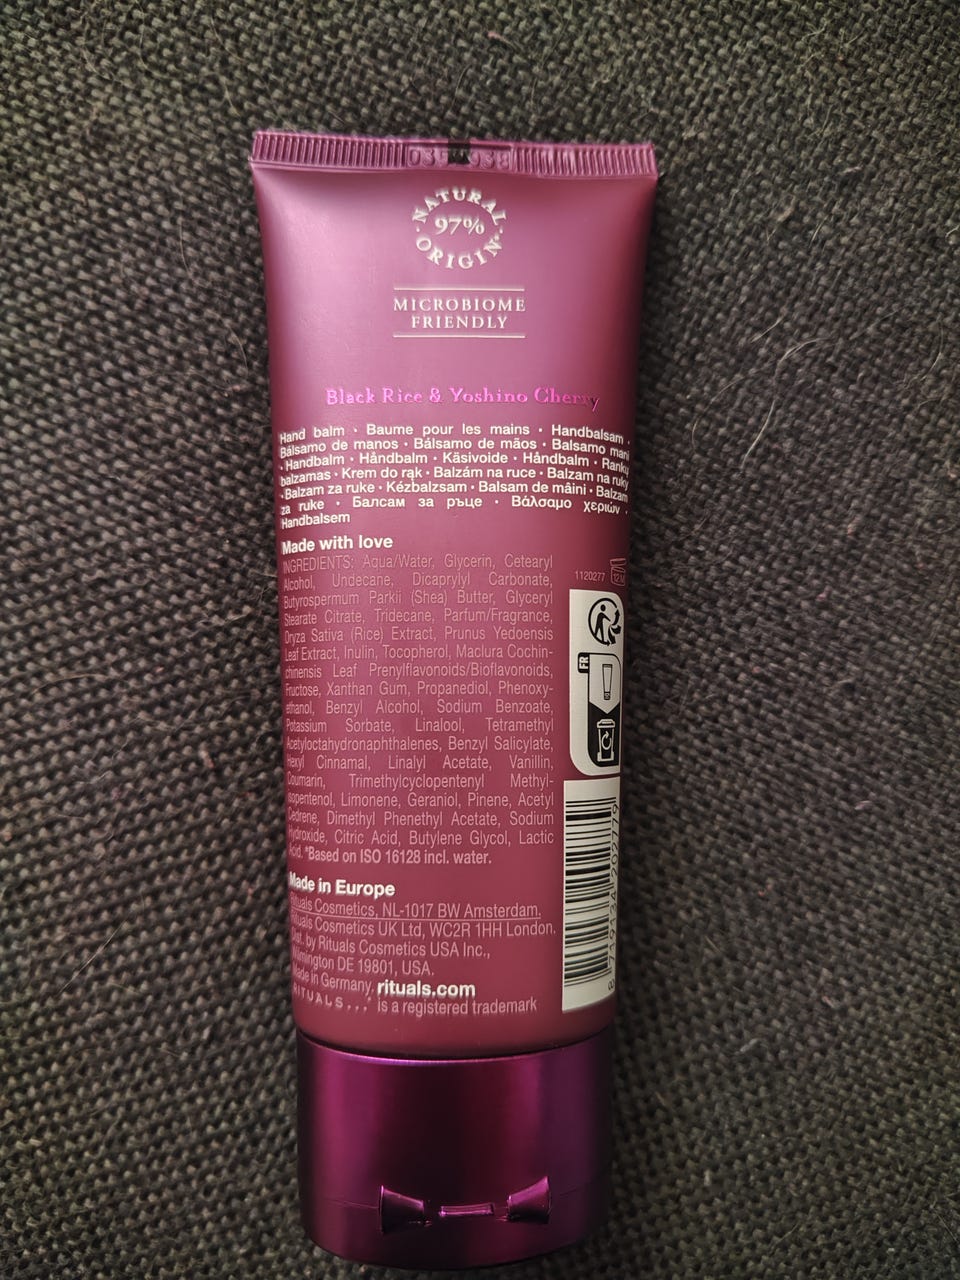 NATURAL
97%
ORIGIN*
MICROBIOME
FRIENDLY
Black Rice & Yoshino Cherry
Hand balm · Baume pour les mains · Handbalsam ·
Bálsamo de manos · Bálsamo de mãos · Balsamo mani
· Handbalm · Håndbalm · Käsivoide · Håndbalm · Rankų
balzamas · Krem do rąk · Balzám na ruce · Balzam na ruky
· Balzam za ruke · Kézbalzsam · Balsam de mâini · Balzam
za ruke · Балсам за ръце · Βάλσαμο χεριών ·
Handbalsem
Made with love
INGREDIENTS: Aqua/Water, Glycerin, Cetearyl
Alcohol, Undecane, Dicaprylyl Carbonate,
Butyrospermum Parkii (Shea) Butter, Glyceryl
Stearate Citrate, Tridecane, Parfum/Fragrance,
Oryza Sativa (Rice) Extract, Prunus Yedoensis
Leaf Extract, Inulin, Tocopherol, Maclura Cochin-
chinensis Leaf Prenylflavonoids/Bioflavonoids,
Fructose, Xanthan Gum, Propanediol, Phenoxy-
ethanol, Benzyl Alcohol, Sodium Benzoate,
Potassium Sorbate, Linalool, Tetramethyl
Acetyloctahydronaphthalenes, Benzyl Salicylate,
Hexyl Cinnamal, Linalyl Acetate, Vanillin,
Coumarin, Trimethylcyclopentenyl Methyl-
isopentenol, Limonene, Geraniol, Pinene, Acetyl
Cedrene, Dimethyl Phenethyl Acetate, Sodium
Hydroxide, Citric Acid, Butylene Glycol, Lactic
Acid. *Based on ISO 16128 incl. water.
1120277
12 M
FR
Made in Europe
Rituals Cosmetics, NL-1017 BW Amsterdam.
Rituals Cosmetics UK Ltd, WC2R 1HH London.
Dist. by Rituals Cosmetics USA Inc.,
Wilmington DE 19801, USA.
Made in Germany. rituals.com
RITUALS...® is a registered trademark